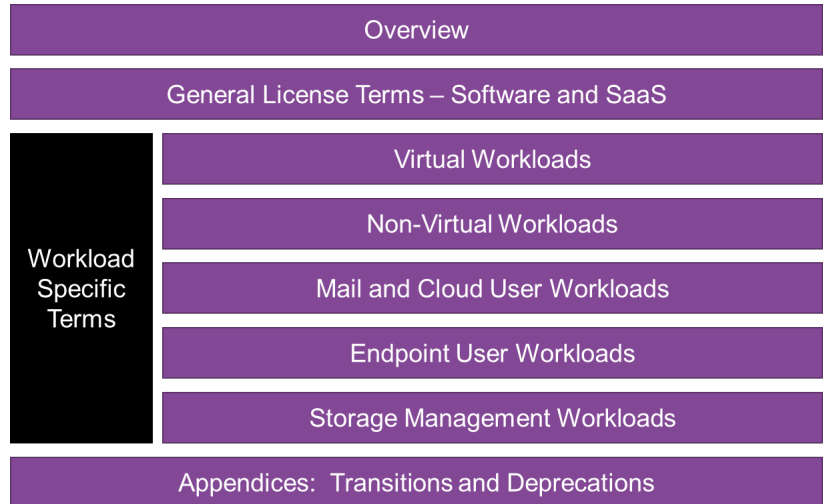 Overview
General License Terms – Software and SaaS
Workload
Specific
Terms
Virtual Workloads
Non-Virtual Workloads
Mail and Cloud User Workloads
Endpoint User Workloads
Storage Management Workloads
Appendices:  Transitions and Deprecations